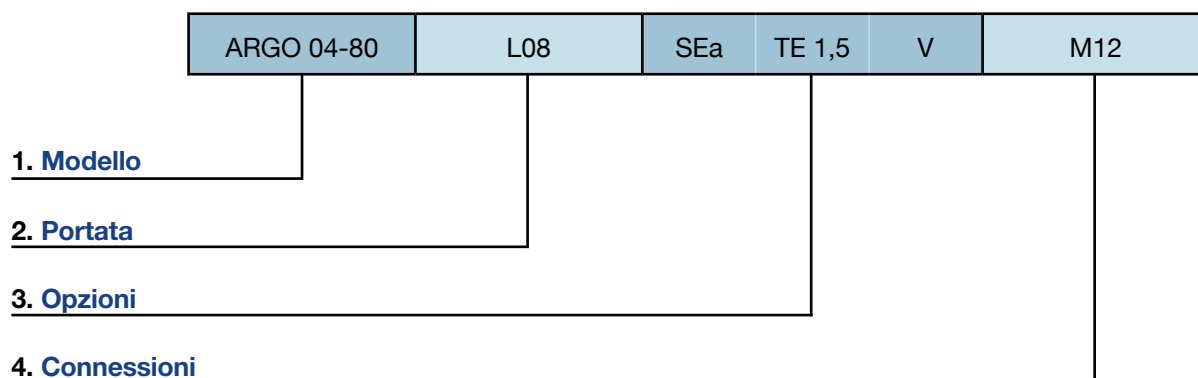 ARGO 04-80 L08 SEa TE 1,5 V M12
1. Modello
2. Portata
3. Opzioni
4. Connessioni